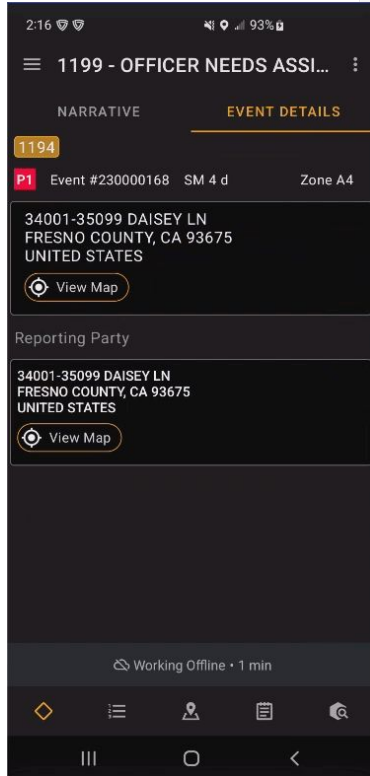 2:16 93%
1199 - OFFICER NEEDS ASSI...
NARRATIVE EVENT DETAILS
1194
P1 Event #230000168 SM 4 d Zone A4
34001-35099 DAISEY LN
FRESNO COUNTY, CA 93675
UNITED STATES
View Map
Reporting Party
34001-35099 DAISEY LN
FRESNO COUNTY, CA 93675
UNITED STATES
View Map
Working Offline • 1 min